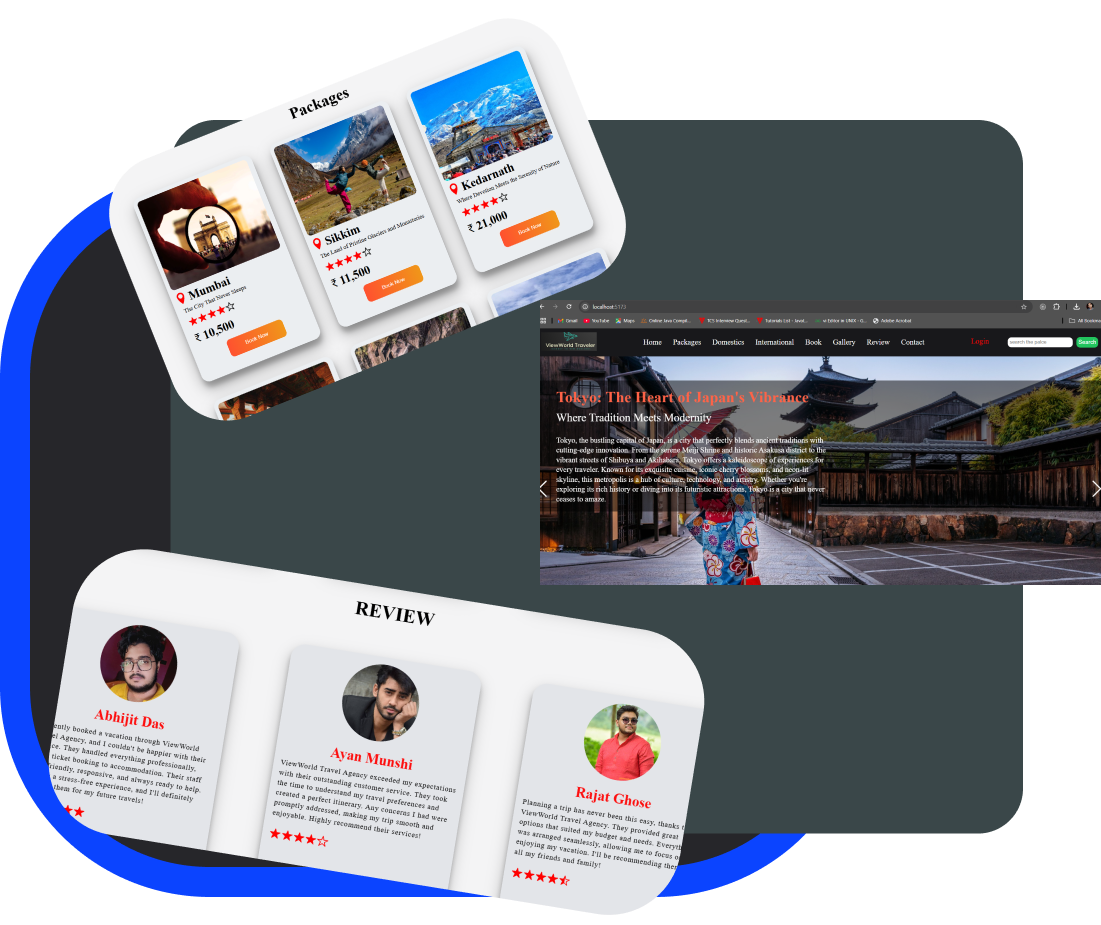 Packages
Mumbai
The City That Never Sleeps
₹ 10,500
Book Now
Sikkim
The Land of Pristine Glaciers and Monasteries
₹ 11,500
Book Now
Kedarnath
Where Devotion Meets the Serenity of Nature
₹ 21,000
Book Now
localhost:5173
Gmail YouTube Maps Online Java Compil... TCS Interview Quest... Tutorials List - Javat... vi Editor in UNIX - G... Adobe Acrobat All Bookma
ViewWorld Traveler
Home Packages Domestics International Book Gallery Review Contact Login search the palce Search
Tokyo: The Heart of Japan's Vibrance
Where Tradition Meets Modernity
Tokyo, the bustling capital of Japan, is a city that perfectly blends ancient traditions with
cutting-edge innovation. From the serene Meiji Shrine and historic Asakusa district to the
vibrant streets of Shibuya and Akihabara, Tokyo offers a kaleidoscope of experiences for
every traveler. Known for its exquisite cuisine, iconic cherry blossoms, and neon-lit
skyline, this metropolis is a hub of culture, technology, and artistry. Whether you're
exploring its rich history or diving into its futuristic attractions, Tokyo is a city that never
ceases to amaze.
REVIEW
Abhijit Das
ently booked a vacation through ViewWorld
el Agency, and I couldn't be happier with their
ce. They handled everything professionally,
ticket booking to accommodation. Their staff
riendly, responsive, and always ready to help.
a stress-free experience, and I'll definitely
them for my future travels!
Ayan Munshi
ViewWorld Travel Agency exceeded my expectations
with their outstanding customer service. They took
the time to understand my travel preferences and
created a perfect itinerary. Any concerns I had were
promptly addressed, making my trip smooth and
enjoyable. Highly recommend their services!
Rajat Ghose
Planning a trip has never been this easy, thanks t
ViewWorld Travel Agency. They provided great
options that suited my budget and needs. Everyth
was arranged seamlessly, allowing me to focus o
enjoying my vacation. I'll be recommending them
all my friends and family!